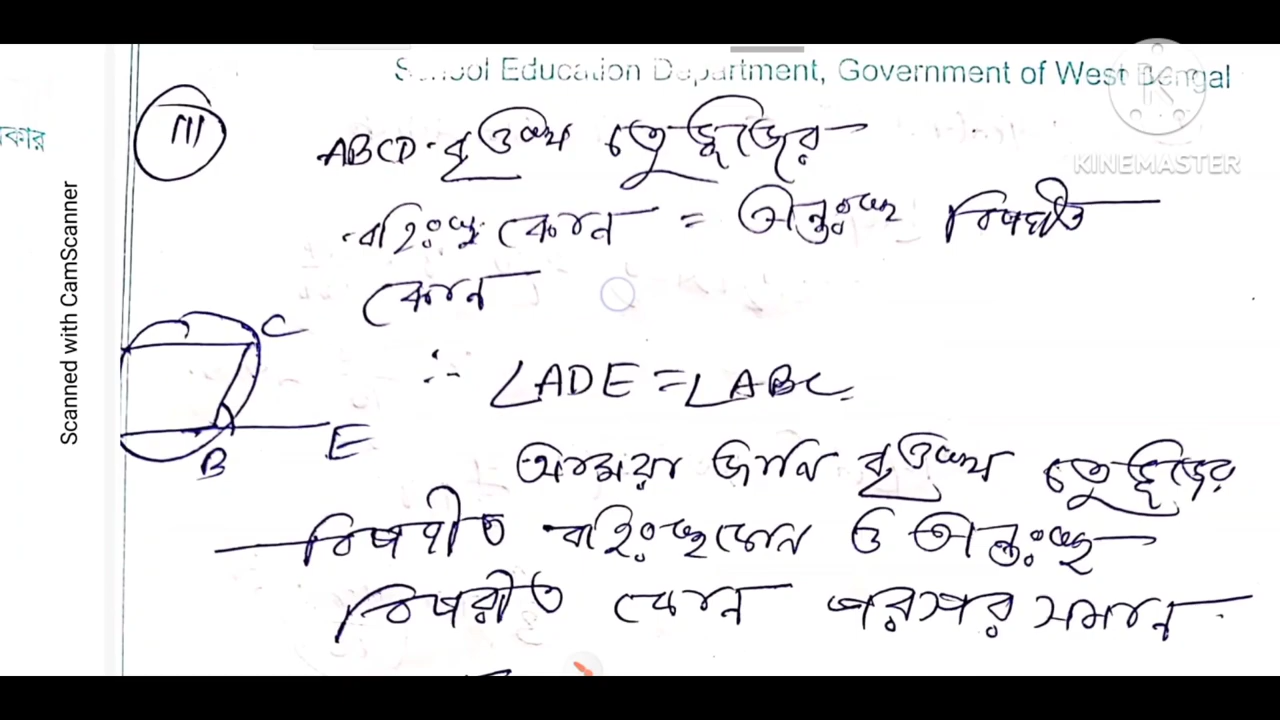 School Education Department, Government of West Bengal
KINEMASTER
কার
Scanned with CamScanner
III
ABCD বৃত্তস্থ চতুর্ভুজের
বহিঃস্থ কোন = অন্তঃস্থ বিপরীত
কোন
C
∴ ∠ADE = ∠ABC
E
B
আমরা জানি বৃত্তস্থ চতুর্ভুজের
বিপরীত বহিঃস্থকোন ও অন্তঃস্থ
বিপরীত কোন পরস্পর সমান